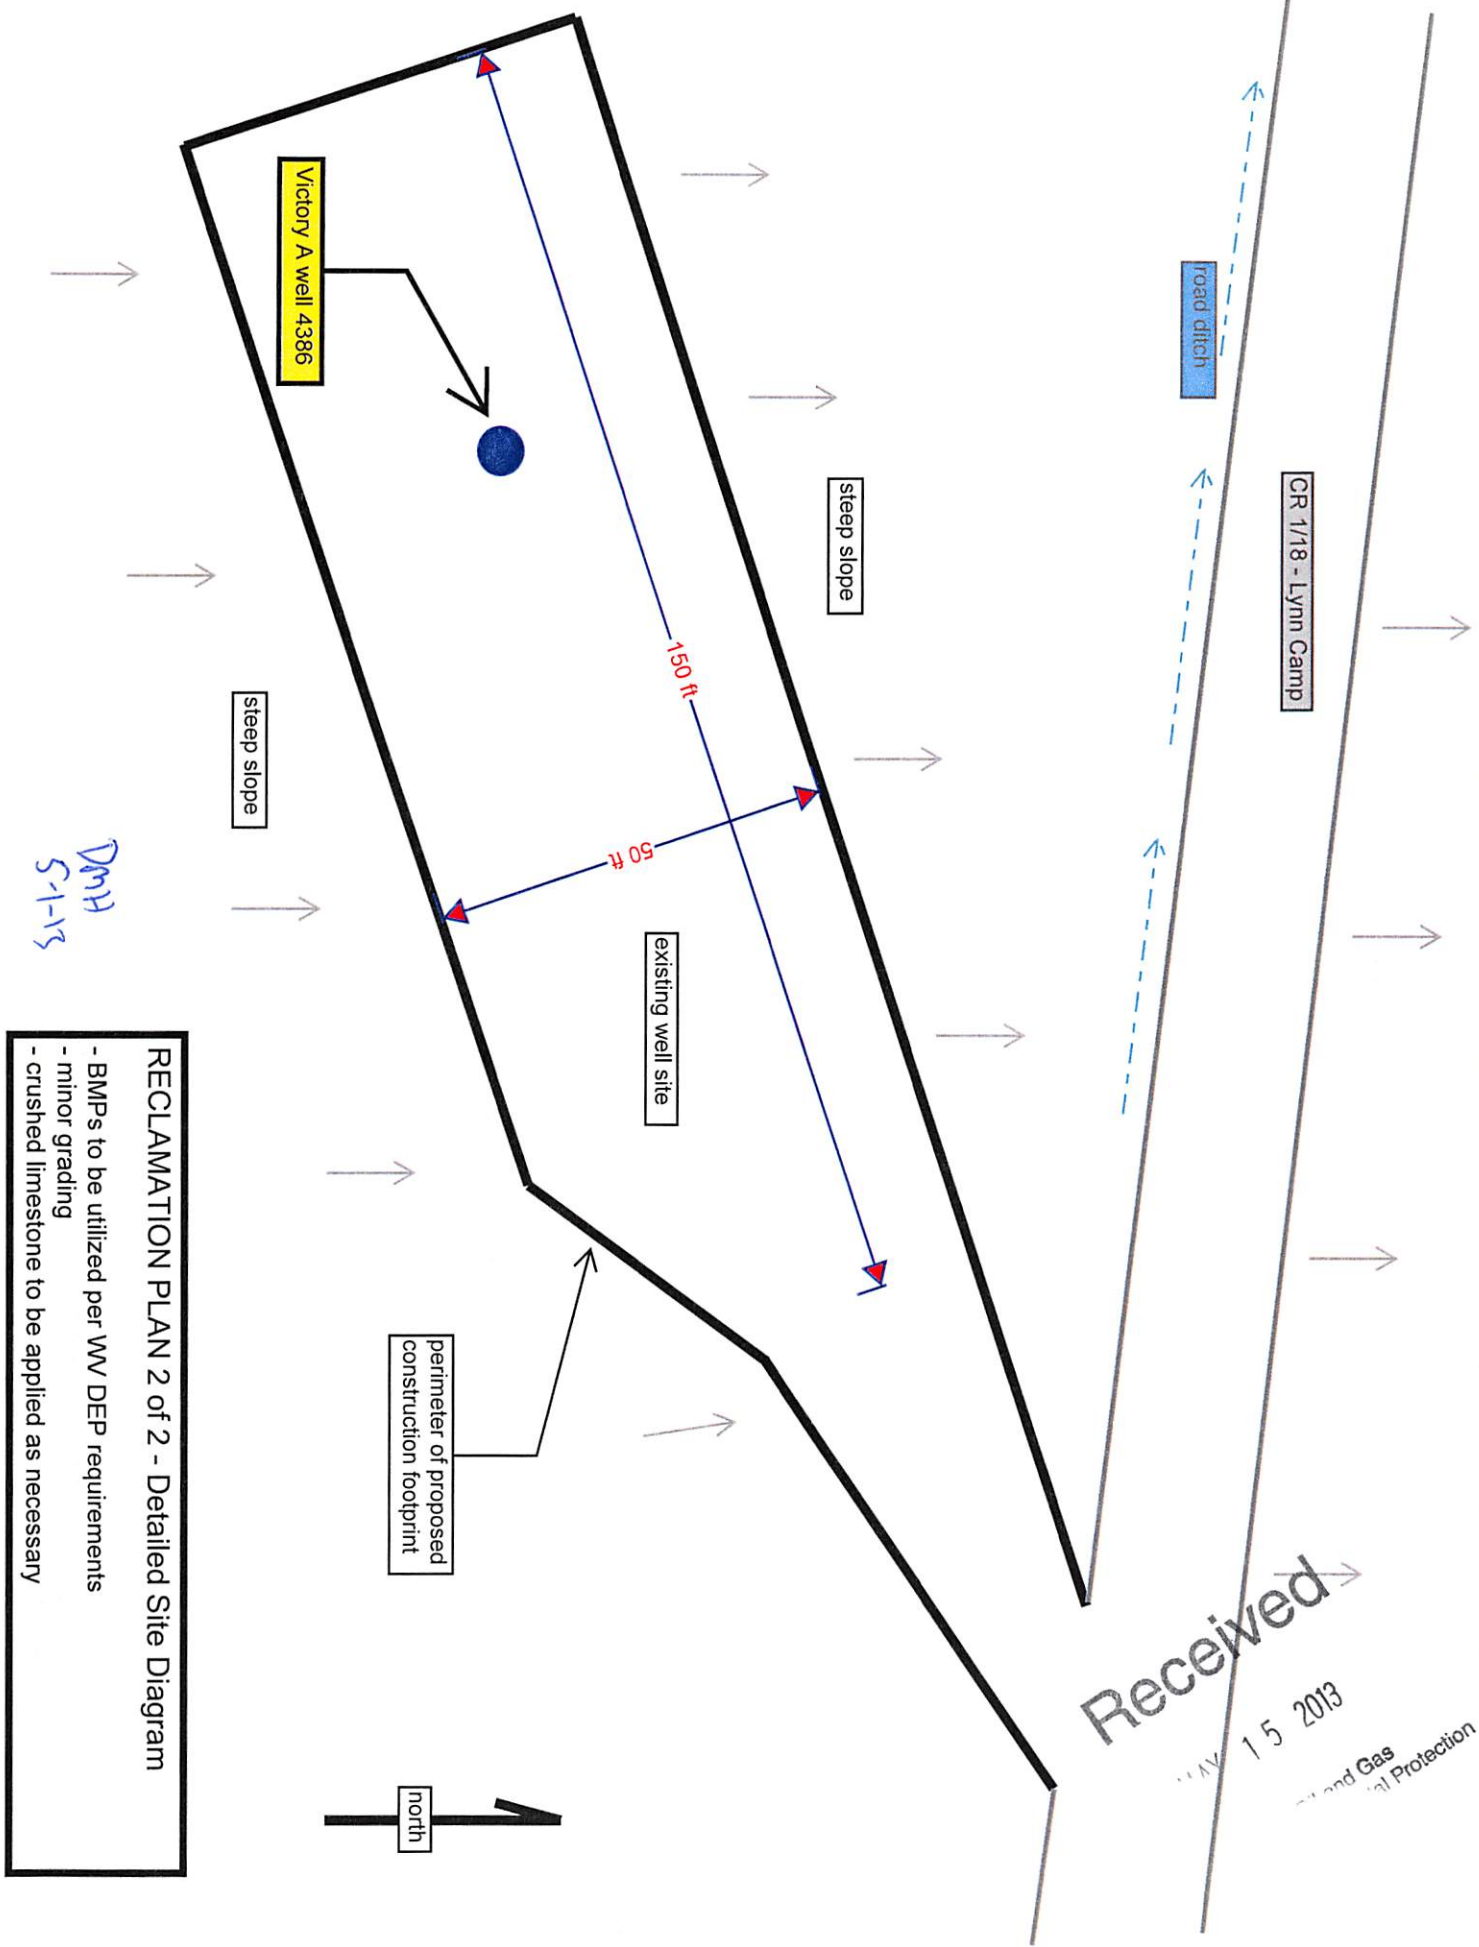 CR 1/18 - Lynn Camp
road ditch
steep slope
Victory A well 4386
150 ft
50 ft
existing well site
steep slope
perimeter of proposed
construction footprint
north
DMH
5-1-13
RECLAMATION PLAN 2 of 2 - Detailed Site Diagram
- BMPs to be utilized per WV DEP requirements
- minor grading
- crushed limestone to be applied as necessary
Received
15 2013
and Gas
Protection